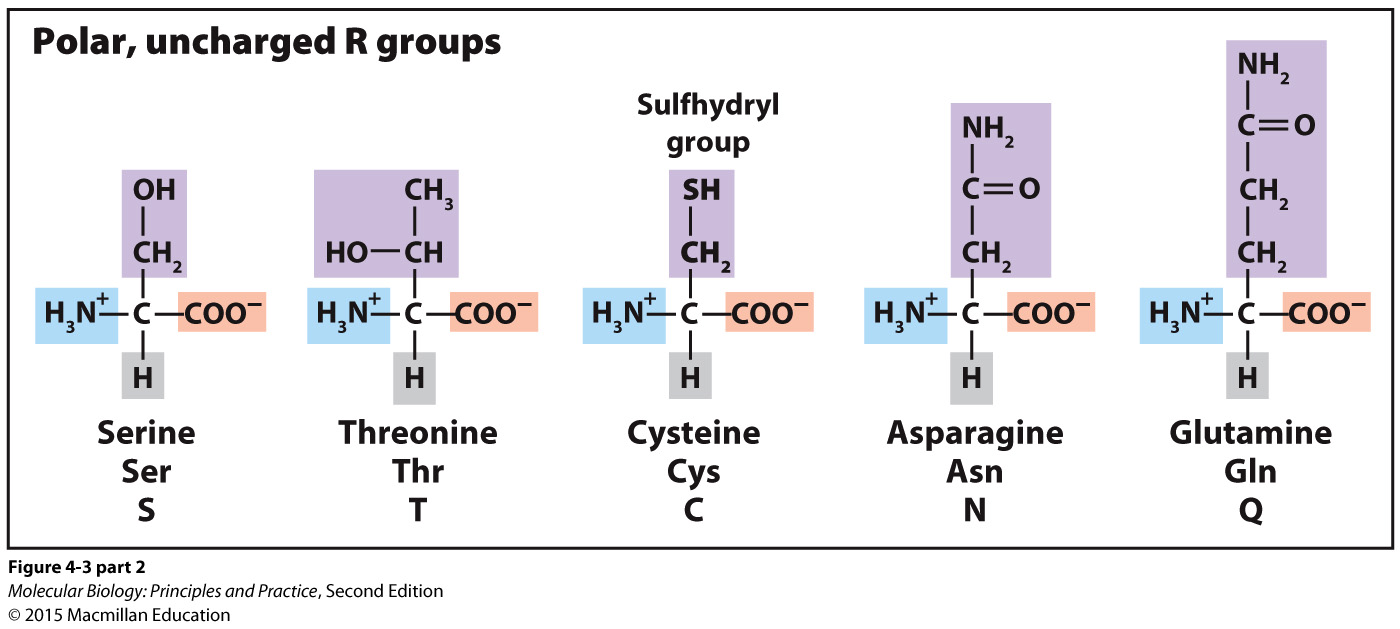 Polar, uncharged R groups
Sulfhydryl
group
OH
CH₂
H₃N⁺ C COO⁻
H
Serine
Ser
S
CH₃
HO CH
H₃N⁺ C COO⁻
H
Threonine
Thr
T
SH
CH₂
H₃N⁺ C COO⁻
H
Cysteine
Cys
C
NH₂
C=O
CH₂
H₃N⁺ C COO⁻
H
Asparagine
Asn
N
NH₂
C=O
CH₂
CH₂
H₃N⁺ C COO⁻
H
Glutamine
Gln
Q
Figure 4-3 part 2
Molecular Biology: Principles and Practice, Second Edition
© 2015 Macmillan Education